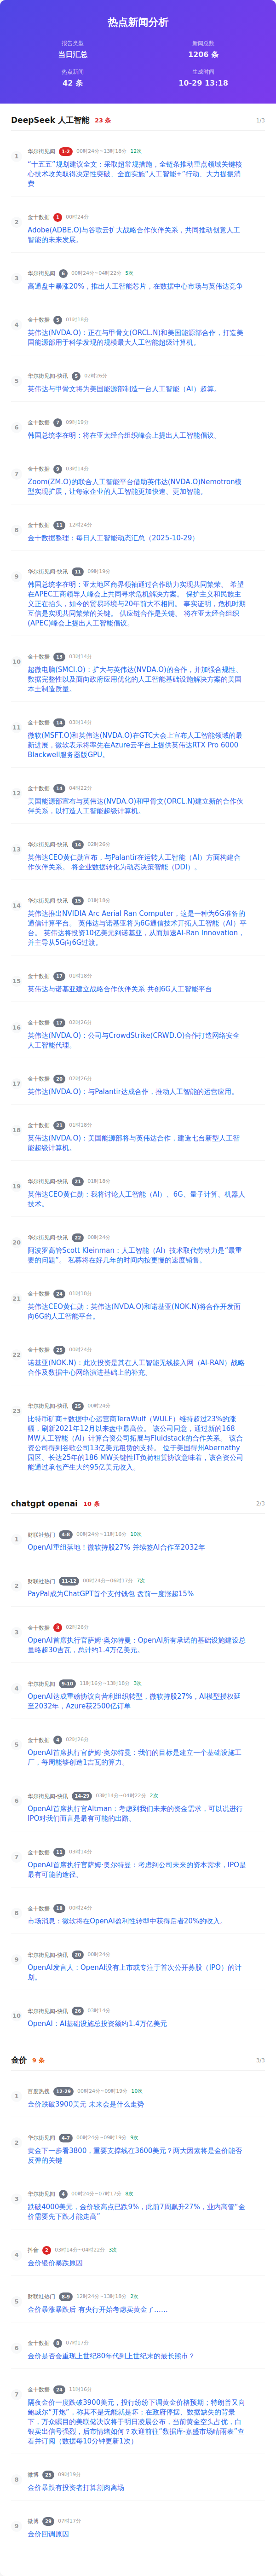 热点新闻分析
报告类型
新闻总数
当日汇总
1206 条
热点新闻
生成时间
42 条
10-29 13:18
DeepSeek 人工智能 23 条 1/3
1
华尔街见闻 1-2 00时24分~13时18分 12次
“十五五”规划建议全文：采取超常规措施，全链条推动重点领域关键核
心技术攻关取得决定性突破、全面实施“人工智能+”行动、大力提振消
费
2
金十数据 1 00时24分
Adobe(ADBE.O)与谷歌云扩大战略合作伙伴关系，共同推动创意人工
智能的未来发展。
3
华尔街见闻 6 00时24分~04时22分 5次
高通盘中暴涨20%，推出人工智能芯片，在数据中心市场与英伟达竞争
4
金十数据 5 01时18分
英伟达(NVDA.O)：正在与甲骨文(ORCL.N)和美国能源部合作，打造美
国能源部用于科学发现的规模最大人工智能超级计算机。
5
华尔街见闻-快讯 5 02时26分
英伟达与甲骨文将为美国能源部制造一台人工智能（AI）超算。
6
金十数据 7 09时19分
韩国总统李在明：将在亚太经合组织峰会上提出人工智能倡议。
7
金十数据 9 03时14分
Zoom(ZM.O)的联合人工智能平台借助英伟达(NVDA.O)Nemotron模
型实现扩展，让每家企业的人工智能更加快速、更加智能。
8
金十数据 11 12时24分
金十数据整理：每日人工智能动态汇总（2025-10-29）
9
华尔街见闻-快讯 11 09时19分
韩国总统李在明：亚太地区商界领袖通过合作助力实现共同繁荣。 希望
在APEC工商领导人峰会上共同寻求危机解决方案。 保护主义和民族主
义正在抬头，如今的贸易环境与20年前大不相同。 事实证明，危机时期
互信是实现共同繁荣的关键。 供应链合作是关键。 将在亚太经合组织
(APEC)峰会上提出人工智能倡议。
10
金十数据 13 03时14分
超微电脑(SMCI.O)：扩大与英伟达(NVDA.O)的合作，并加强合规性、
数据完整性以及面向政府应用优化的人工智能基础设施解决方案的美国
本土制造质量。
11
金十数据 14 03时14分
微软(MSFT.O)和英伟达(NVDA.O)在GTC大会上宣布人工智能领域的最
新进展，微软表示将率先在Azure云平台上提供英伟达RTX Pro 6000
Blackwell服务器版GPU。
12
金十数据 14 04时22分
美国能源部宣布与英伟达(NVDA.O)和甲骨文(ORCL.N)建立新的合作伙
伴关系，以打造人工智能超级计算机。
13
华尔街见闻-快讯 14 02时26分
英伟达CEO黄仁勋宣布，与Palantir在运转人工智能（AI）方面构建合
作伙伴关系。 将企业数据转化为动态决策智能（DDI）。
14
华尔街见闻-快讯 15 01时18分
英伟达推出NVIDIA Arc Aerial Ran Computer，这是一种为6G准备的
通信计算平台。 英伟达与诺基亚将为6G通信技术开拓人工智能（AI）平
台。 英伟达将投资10亿美元到诺基亚，从而加速AI-Ran Innovation，
并主导从5G向6G过渡。
15
金十数据 17 01时18分
英伟达与诺基亚建立战略合作伙伴关系 共创6G人工智能平台
16
金十数据 17 02时26分
英伟达(NVDA.O)：公司与CrowdStrike(CRWD.O)合作打造网络安全
人工智能代理。
17
金十数据 19 02时26分
英伟达(NVDA.O)：与Palantir达成合作，推动人工智能的运营应用。
18
金十数据 21 01时18分
英伟达(NVDA.O)：美国能源部将与英伟达合作，建造七台新型人工智
能超级计算机。
19
华尔街见闻-快讯 21 01时18分
英伟达CEO黄仁勋：我将讨论人工智能（AI）、6G、量子计算、机器人
技术。
20
华尔街见闻-快讯 22 00时24分
阿波罗高管Scott Kleinman：人工智能（AI）技术取代劳动力是“最重
要的问题”。 私募将在好几年的时间内按更慢的速度销售。
21
金十数据 24 01时18分
英伟达CEO黄仁勋：英伟达(NVDA.O)和诺基亚(NOK.N)将合作开发面
向6G的人工智能平台。
22
金十数据 25 00时24分
诺基亚(NOK.N)：此次投资是其在人工智能无线接入网（AI-RAN）战略
合作及数据中心网络演进基础上的补充。
23
华尔街见闻-快讯 25 00时24分
比特币矿商+数据中心运营商TeraWulf（WULF）维持超过23%的涨
幅，刷新2021年12月以来盘中最高位。 该公司同意，通过新的168
MW人工智能（AI）计算合资公司拓展与Fluidstack的合作关系。 该合
资公司得到谷歌公司13亿美元租赁的支持。 位于美国得州Abernathy
园区、长达25年的186 MW关键性IT负荷租赁协议意味着，该合资公司
能通过承包产生大约95亿美元收入。
chatgpt openai 10 条 2/3
1
财联社热门 4-8 00时24分~11时16分 10次
OpenAI重组落地！微软持股27% 并续签AI合作至2032年
2
财联社热门 11-12 00时24分~06时17分 7次
PayPal成为ChatGPT首个支付钱包 盘前一度涨超15%
3
金十数据 3 02时26分
OpenAI首席执行官萨姆·奥尔特曼：OpenAI所有承诺的基础设施建设总
量略超30吉瓦，总计约1.4万亿美元。
4
华尔街见闻 9-10 11时16分~13时18分 3次
OpenAI达成重磅协议向营利组织转型，微软持股27%，AI模型授权延
至2032年，Azure获2500亿订单
5
金十数据 4 02时26分
OpenAI首席执行官萨姆·奥尔特曼：我们的目标是建立一个基础设施工
厂，每周能够创造1吉瓦的算力。
6
华尔街见闻-快讯 14-29 03时14分~04时22分 2次
OpenAI首席执行官Altman：考虑到我们未来的资金需求，可以说进行
IPO对我们而言是最有可能的出路。
7
金十数据 11 03时14分
OpenAI首席执行官萨姆·奥尔特曼：考虑到公司未来的资本需求，IPO是
最有可能的途径。
8
金十数据 18 00时24分
市场消息：微软将在OpenAI盈利性转型中获得后者20%的收入。
9
华尔街见闻-快讯 20 00时24分
OpenAI发言人：OpenAI没有上市或专注于首次公开募股（IPO）的计
划。
10
华尔街见闻-快讯 26 03时14分
OpenAI：AI基础设施总投资额约1.4万亿美元
金价 9 条 3/3
1
百度热搜 12-29 00时24分~09时19分 10次
金价跌破3900美元 未来会是什么走势
2
华尔街见闻 4-7 00时24分~09时19分 9次
黄金下一步看3800，重要支撑线在3600美元？两大因素将是金价能否
反弹的关键
3
华尔街见闻 4 00时24分~07时17分 8次
跌破4000美元，金价较高点已跌9%，此前7周飙升27%，业内高管“金
价需要先下跌才能走高”
4
抖音 2 03时14分~04时22分 3次
金价银价暴跌原因
5
财联社热门 8-9 12时24分~13时18分 2次
金价暴涨暴跌后 有央行开始考虑卖黄金了……
6
金十数据 8 07时17分
金价是否会重现上世纪80年代到上世纪末的最长熊市？
7
金十数据 24 11时16分
隔夜金价一度跌破3900美元，投行纷纷下调黄金价格预期；特朗普又向
鲍威尔“开炮”，称其不是无能就是坏；在政府停摆、数据缺失的背景
下，万众瞩目的美联储决议将于明日凌晨公布，当前黄金空头占优，白
银卖出信号强烈，后市情绪如何？欢迎前往“数据库-嘉盛市场晴雨表”查
看并订阅（数据每10分钟更新1次）
8
微博 25 09时19分
金价暴跌有投资者打算割肉离场
9
微博 29 07时17分
金价回调原因